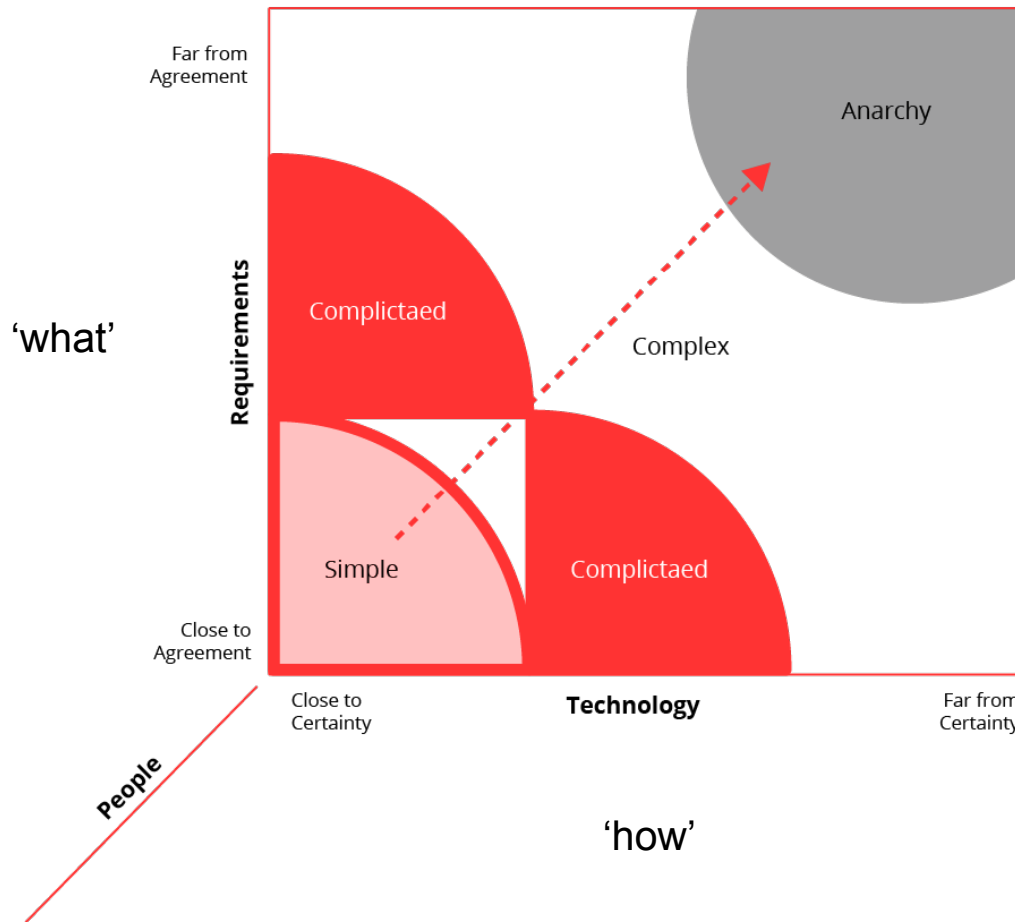 Far from
Agreement
Anarchy
Complictaed
Requirements
‘what’
Complex
Simple
Complictaed
Close to
Agreement
Close to
Certainty
Technology
Far from
Certainty
People
‘how’